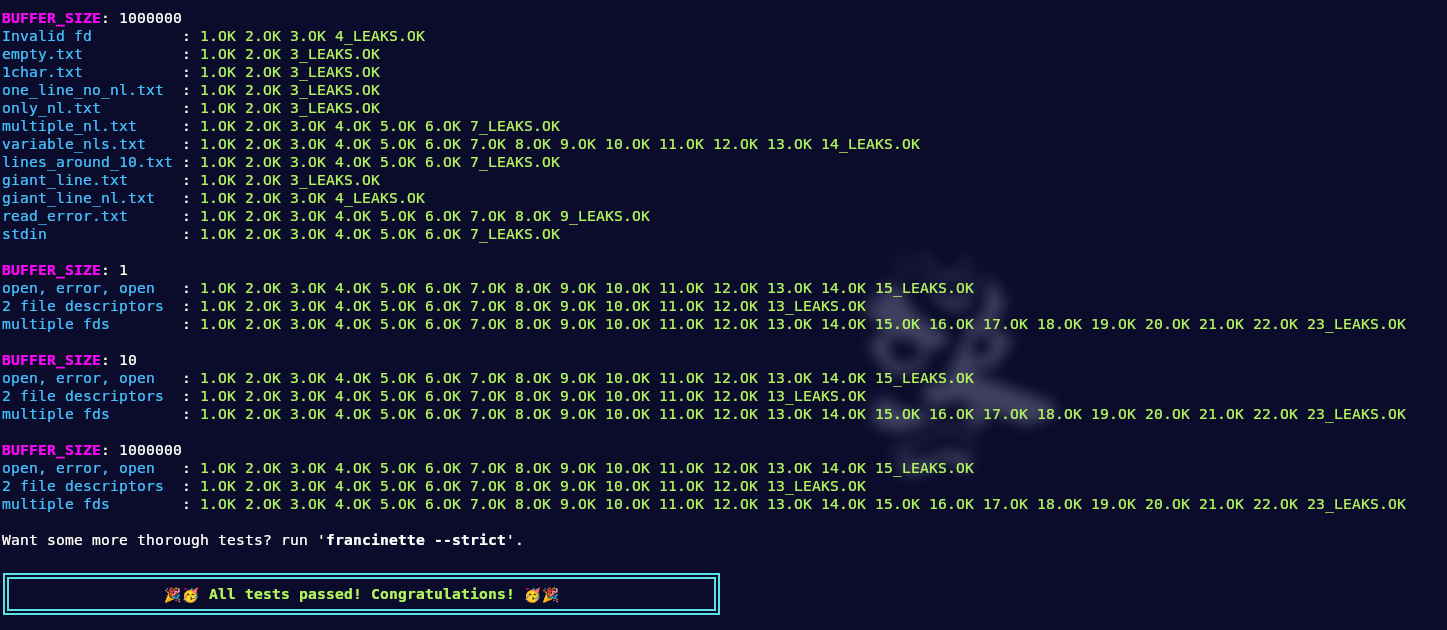 BUFFER_SIZE: 1000000
Invalid fd : 1.OK 2.OK 3.OK 4_LEAKS.OK
empty.txt : 1.OK 2.OK 3_LEAKS.OK
1char.txt : 1.OK 2.OK 3_LEAKS.OK
one_line_no_nl.txt : 1.OK 2.OK 3_LEAKS.OK
only_nl.txt : 1.OK 2.OK 3_LEAKS.OK
multiple_nl.txt : 1.OK 2.OK 3.OK 4.OK 5.OK 6.OK 7_LEAKS.OK
variable_nls.txt : 1.OK 2.OK 3.OK 4.OK 5.OK 6.OK 7.OK 8.OK 9.OK 10.OK 11.OK 12.OK 13.OK 14_LEAKS.OK
lines_around_10.txt : 1.OK 2.OK 3.OK 4.OK 5.OK 6.OK 7_LEAKS.OK
giant_line.txt : 1.OK 2.OK 3_LEAKS.OK
giant_line_nl.txt : 1.OK 2.OK 3.OK 4_LEAKS.OK
read_error.txt : 1.OK 2.OK 3.OK 4.OK 5.OK 6.OK 7.OK 8.OK 9_LEAKS.OK
stdin : 1.OK 2.OK 3.OK 4.OK 5.OK 6.OK 7_LEAKS.OK
BUFFER_SIZE: 1
open, error, open : 1.OK 2.OK 3.OK 4.OK 5.OK 6.OK 7.OK 8.OK 9.OK 10.OK 11.OK 12.OK 13.OK 14.OK 15_LEAKS.OK
2 file descriptors : 1.OK 2.OK 3.OK 4.OK 5.OK 6.OK 7.OK 8.OK 9.OK 10.OK 11.OK 12.OK 13_LEAKS.OK
multiple fds : 1.OK 2.OK 3.OK 4.OK 5.OK 6.OK 7.OK 8.OK 9.OK 10.OK 11.OK 12.OK 13.OK 14.OK 15.OK 16.OK 17.OK 18.OK 19.OK 20.OK 21.OK 22.OK 23_LEAKS.OK
BUFFER_SIZE: 10
open, error, open : 1.OK 2.OK 3.OK 4.OK 5.OK 6.OK 7.OK 8.OK 9.OK 10.OK 11.OK 12.OK 13.OK 14.OK 15_LEAKS.OK
2 file descriptors : 1.OK 2.OK 3.OK 4.OK 5.OK 6.OK 7.OK 8.OK 9.OK 10.OK 11.OK 12.OK 13_LEAKS.OK
multiple fds : 1.OK 2.OK 3.OK 4.OK 5.OK 6.OK 7.OK 8.OK 9.OK 10.OK 11.OK 12.OK 13.OK 14.OK 15.OK 16.OK 17.OK 18.OK 19.OK 20.OK 21.OK 22.OK 23_LEAKS.OK
BUFFER_SIZE: 1000000
open, error, open : 1.OK 2.OK 3.OK 4.OK 5.OK 6.OK 7.OK 8.OK 9.OK 10.OK 11.OK 12.OK 13.OK 14.OK 15_LEAKS.OK
2 file descriptors : 1.OK 2.OK 3.OK 4.OK 5.OK 6.OK 7.OK 8.OK 9.OK 10.OK 11.OK 12.OK 13_LEAKS.OK
multiple fds : 1.OK 2.OK 3.OK 4.OK 5.OK 6.OK 7.OK 8.OK 9.OK 10.OK 11.OK 12.OK 13.OK 14.OK 15.OK 16.OK 17.OK 18.OK 19.OK 20.OK 21.OK 22.OK 23_LEAKS.OK
Want some more thorough tests? run 'francinette --strict'.
🎉🥳 All tests passed! Congratulations! 🥳🎉